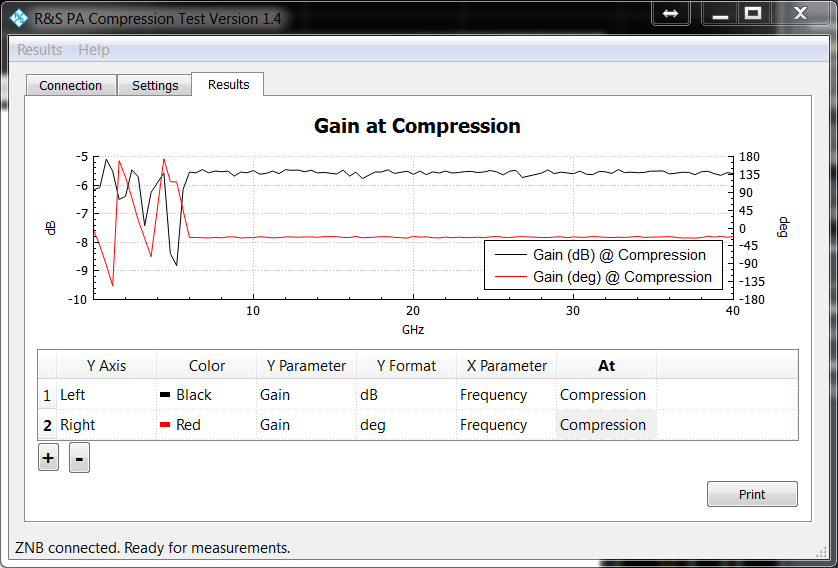 R&S PA Compression Test Version 1.4
Results Help
Connection Settings Results
Gain at Compression
-5 180
135
-6 90
-7 45
dB 0 deg
-8 -45
-90
-9 -135
-10 -180
10 20 30 40
GHz
Gain (dB) @ Compression
Gain (deg) @ Compression
Y Axis Color Y Parameter Y Format X Parameter At
1 Left Black Gain dB Frequency Compression
2 Right Red Gain deg Frequency Compression
+ -
Print
ZNB connected. Ready for measurements.